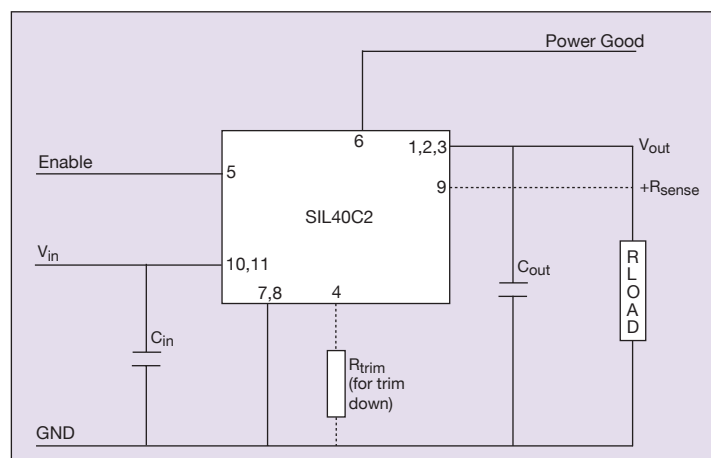 Power Good
6
1,2,3
Vout
Enable
5
9
+Rsense
SIL40C2
Vin
10,11
Cout
RLOAD
7,8
4
Cin
Rtrim
(for trim
down)
GND